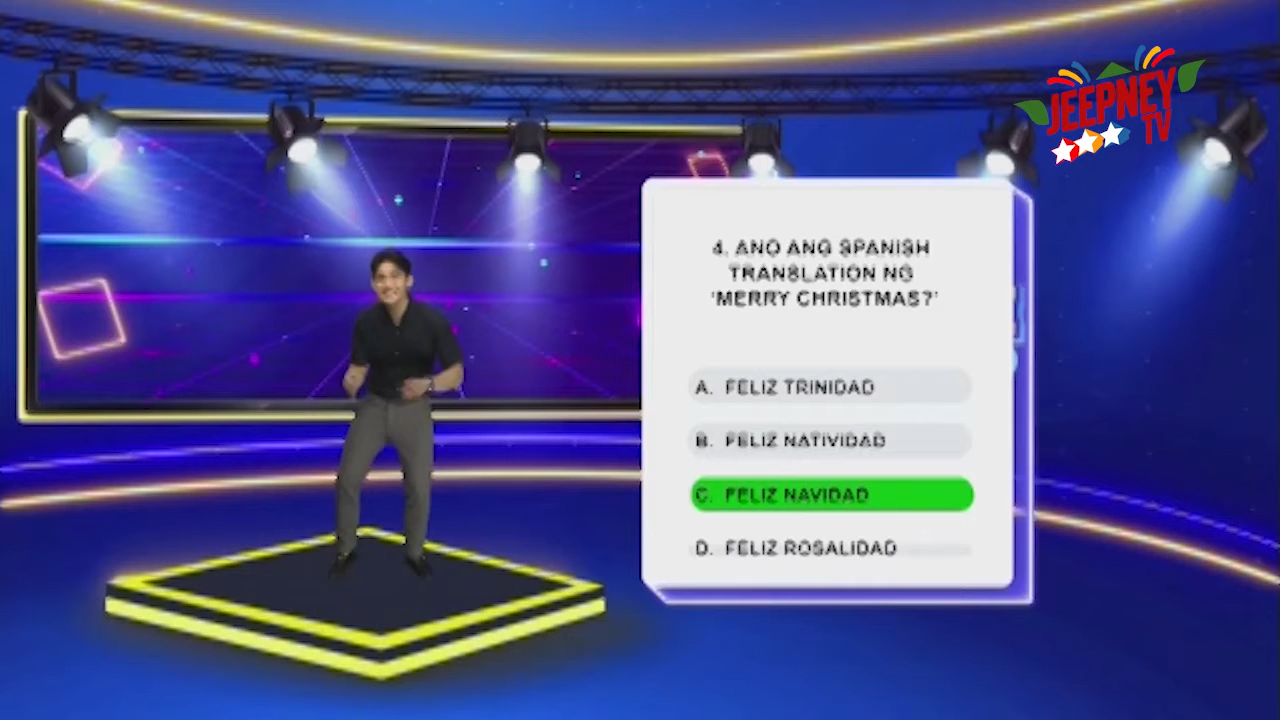 JEEPNEY
TV
4. ANO ANG SPANISH
TRANSLATION NG
'MERRY CHRISTMAS?'
A. FELIZ TRINIDAD
B. FELIZ NATIVIDAD
C. FELIZ NAVIDAD
D. FELIZ ROSALIDAD